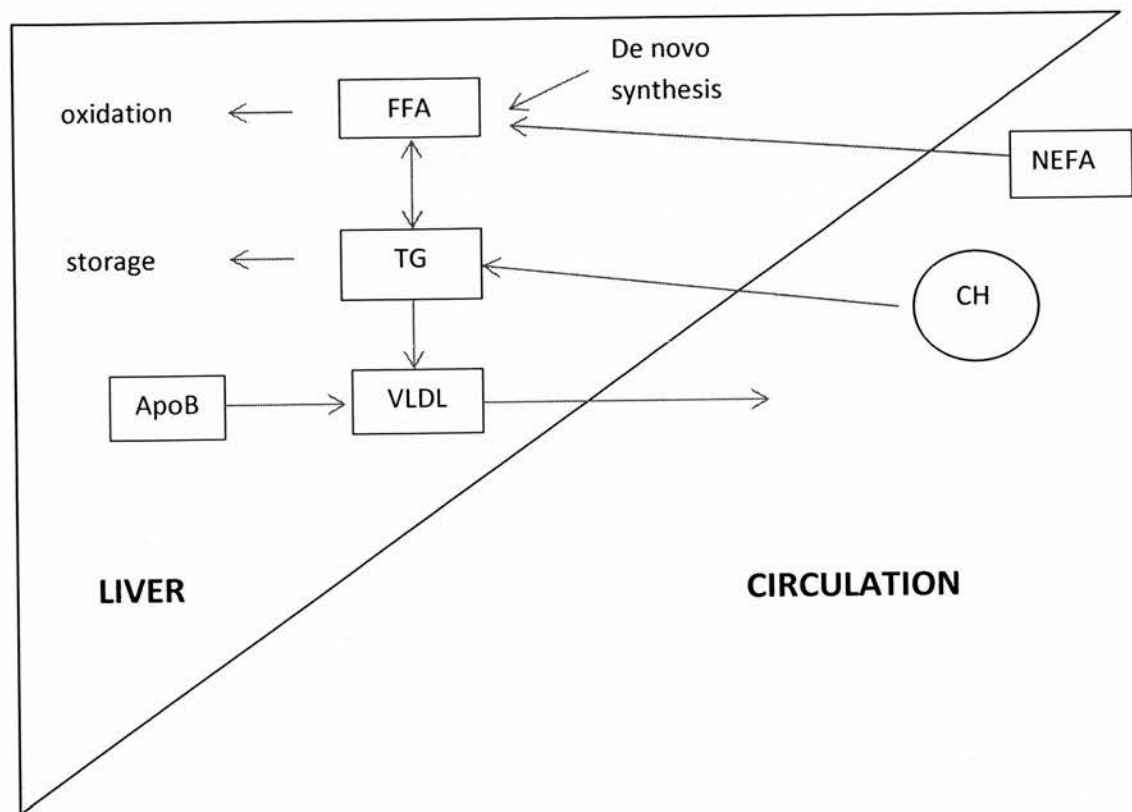 De novo
synthesis
oxidation
FFA
NEFA
storage
TG
CH
ApoB
VLDL
LIVER
CIRCULATION